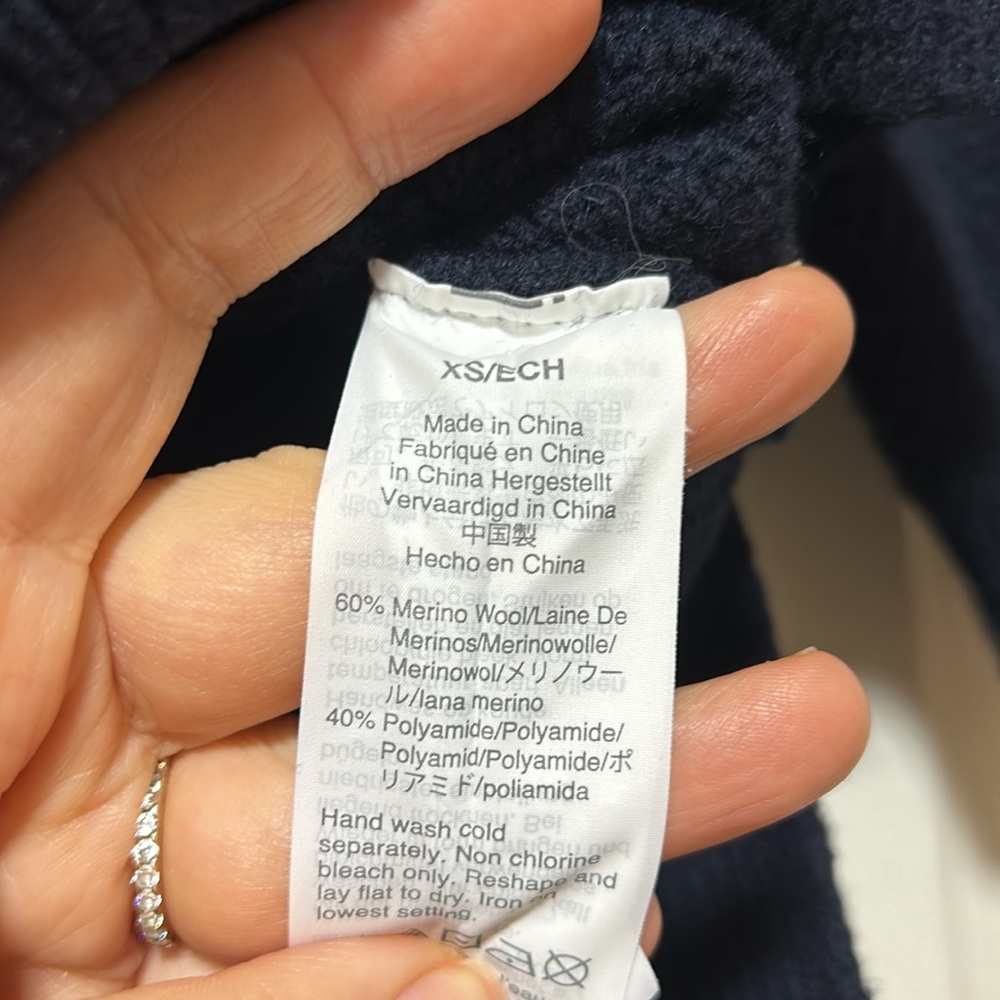 XS/ECH
Made in China
Fabriqué en Chine
in China Hergestellt
Vervaardigd in China
中国製
Hecho en China
60% Merino Wool/Laine De
Merinos/Merinowolle/
Merinowol/メリノウー
ル/lana merino
40% Polyamide/Polyamide/
Polyamid/Polyamide/ポ
リアミド/poliamida
Hand wash cold
separately. Non chlorine
bleach only. Reshape and
lay flat to dry. Iron on
lowest setting.